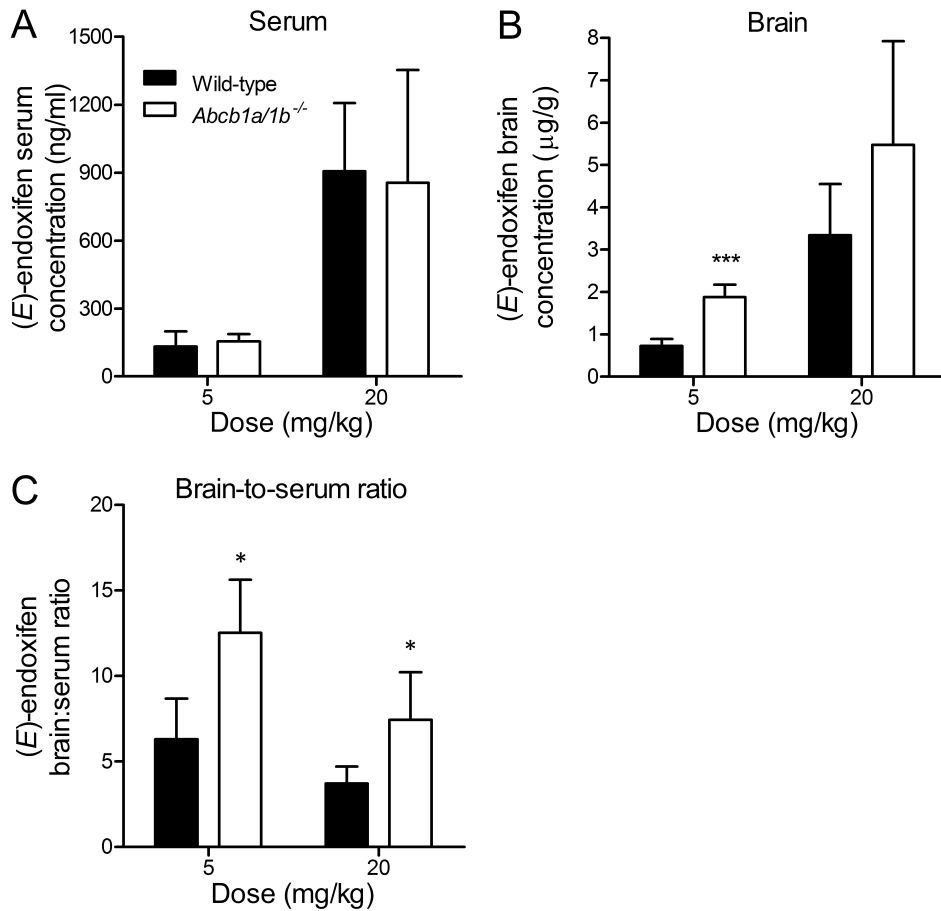 A
Serum
(E)-endoxifen serum
concentration (ng/ml)
1500
1200
900
600
300
0
Wild-type
Abcb1a/1b-/-
5
20
Dose (mg/kg)
B
Brain
(E)-endoxifen brain
concentration (µg/g)
8
7
6
5
4
3
2
1
0
***
5
20
Dose (mg/kg)
C
Brain-to-serum ratio
(E)-endoxifen
brain:serum ratio
20
15
10
5
0
*
*
5
20
Dose (mg/kg)